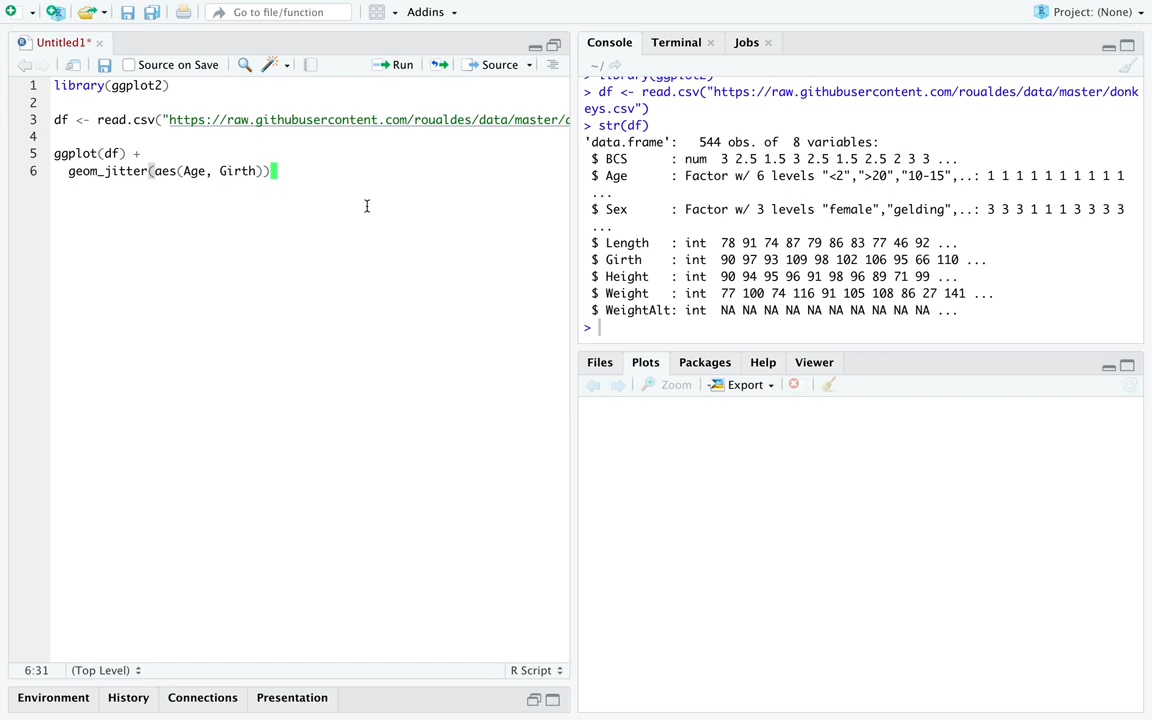 Go to file/function
Addins
Project: (None)
Untitled1*
Source on Save
Run
Source
1 library(ggplot2)
2
3 df <- read.csv("https://raw.githubusercontent.com/roualdes/data/master/d
4
5 ggplot(df) +
6 geom_jitter(aes(Age, Girth))
6:31 (Top Level) R Script
Environment History Connections Presentation
Console Terminal Jobs
~/
> library(ggplot2)
> df <- read.csv("https://raw.githubusercontent.com/roualdes/data/master/donk
eys.csv")
> str(df)
'data.frame': 544 obs. of 8 variables:
$ BCS : num 3 2.5 1.5 3 2.5 1.5 2.5 2 3 3 ...
$ Age : Factor w/ 6 levels "<2",">20","10-15",..: 1 1 1 1 1 1 1 1 1 1
...
$ Sex : Factor w/ 3 levels "female","gelding",..: 3 3 3 1 1 1 3 3 3 3
...
$ Length : int 78 91 74 87 79 86 83 77 46 92 ...
$ Girth : int 90 97 93 109 98 102 106 95 66 110 ...
$ Height : int 90 94 95 96 91 98 96 89 71 99 ...
$ Weight : int 77 100 74 116 91 105 108 86 27 141 ...
$ WeightAlt: int NA NA NA NA NA NA NA NA NA NA ...
>
Files Plots Packages Help Viewer
Zoom Export